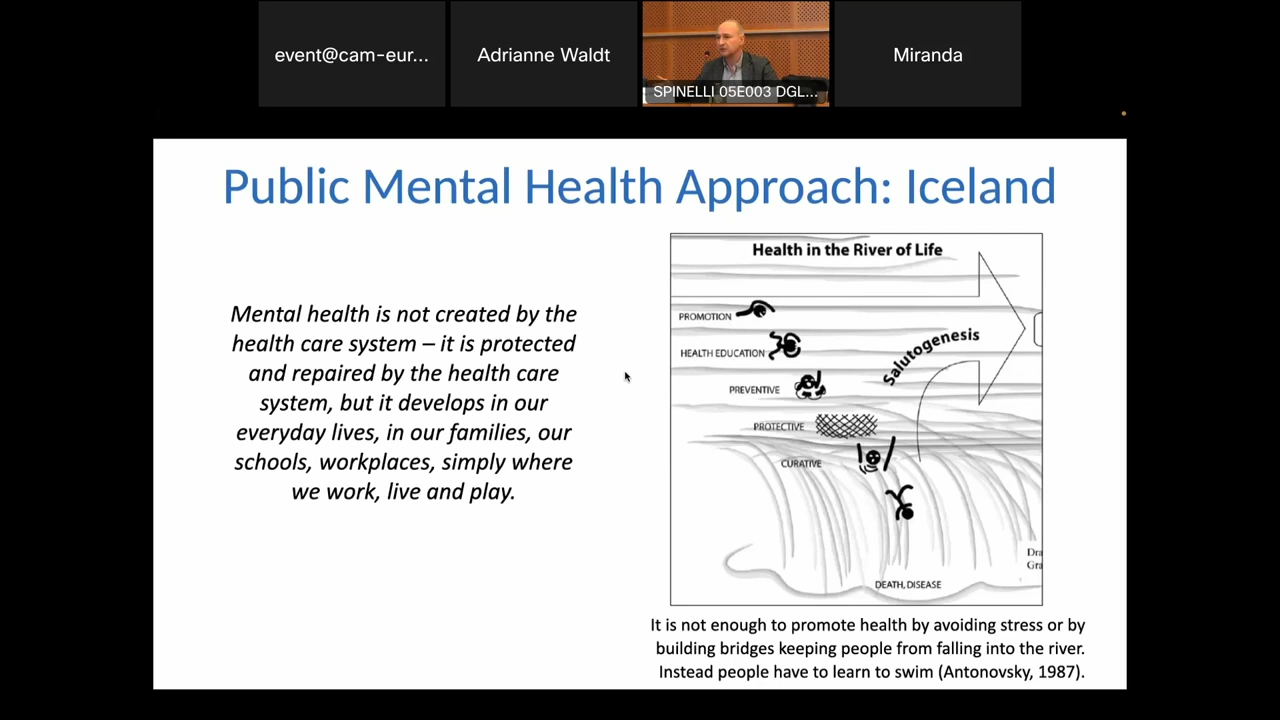 event@cam-eur...
Adrianne Waldt
SPINELLI 05E003 DGL...
Miranda
Public Mental Health Approach: Iceland
Mental health is not created by the
health care system – it is protected
and repaired by the health care
system, but it develops in our
everyday lives, in our families, our
schools, workplaces, simply where
we work, live and play.
Health in the River of Life
PROMOTION
HEALTH EDUCATION
Salutogenesis
PREVENTIVE
PROTECTIVE
CURATIVE
Dra
Gra
DEATH, DISEASE
It is not enough to promote health by avoiding stress or by
building bridges keeping people from falling into the river.
Instead people have to learn to swim (Antonovsky, 1987).